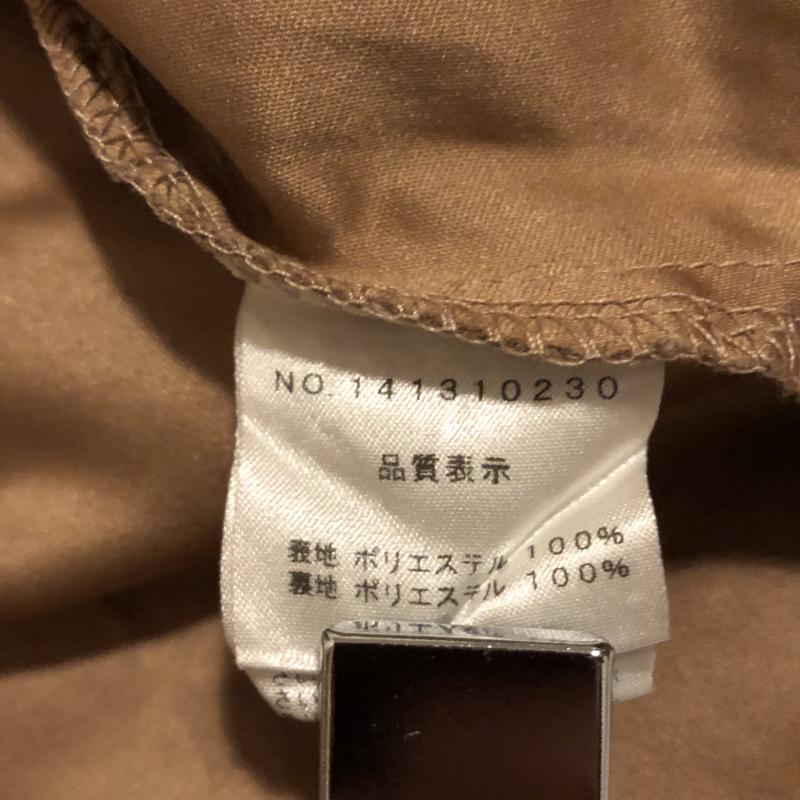 NO. 141310230
品質表示
表地 ポリエステル 100%
裏地 ポリエステル 100%